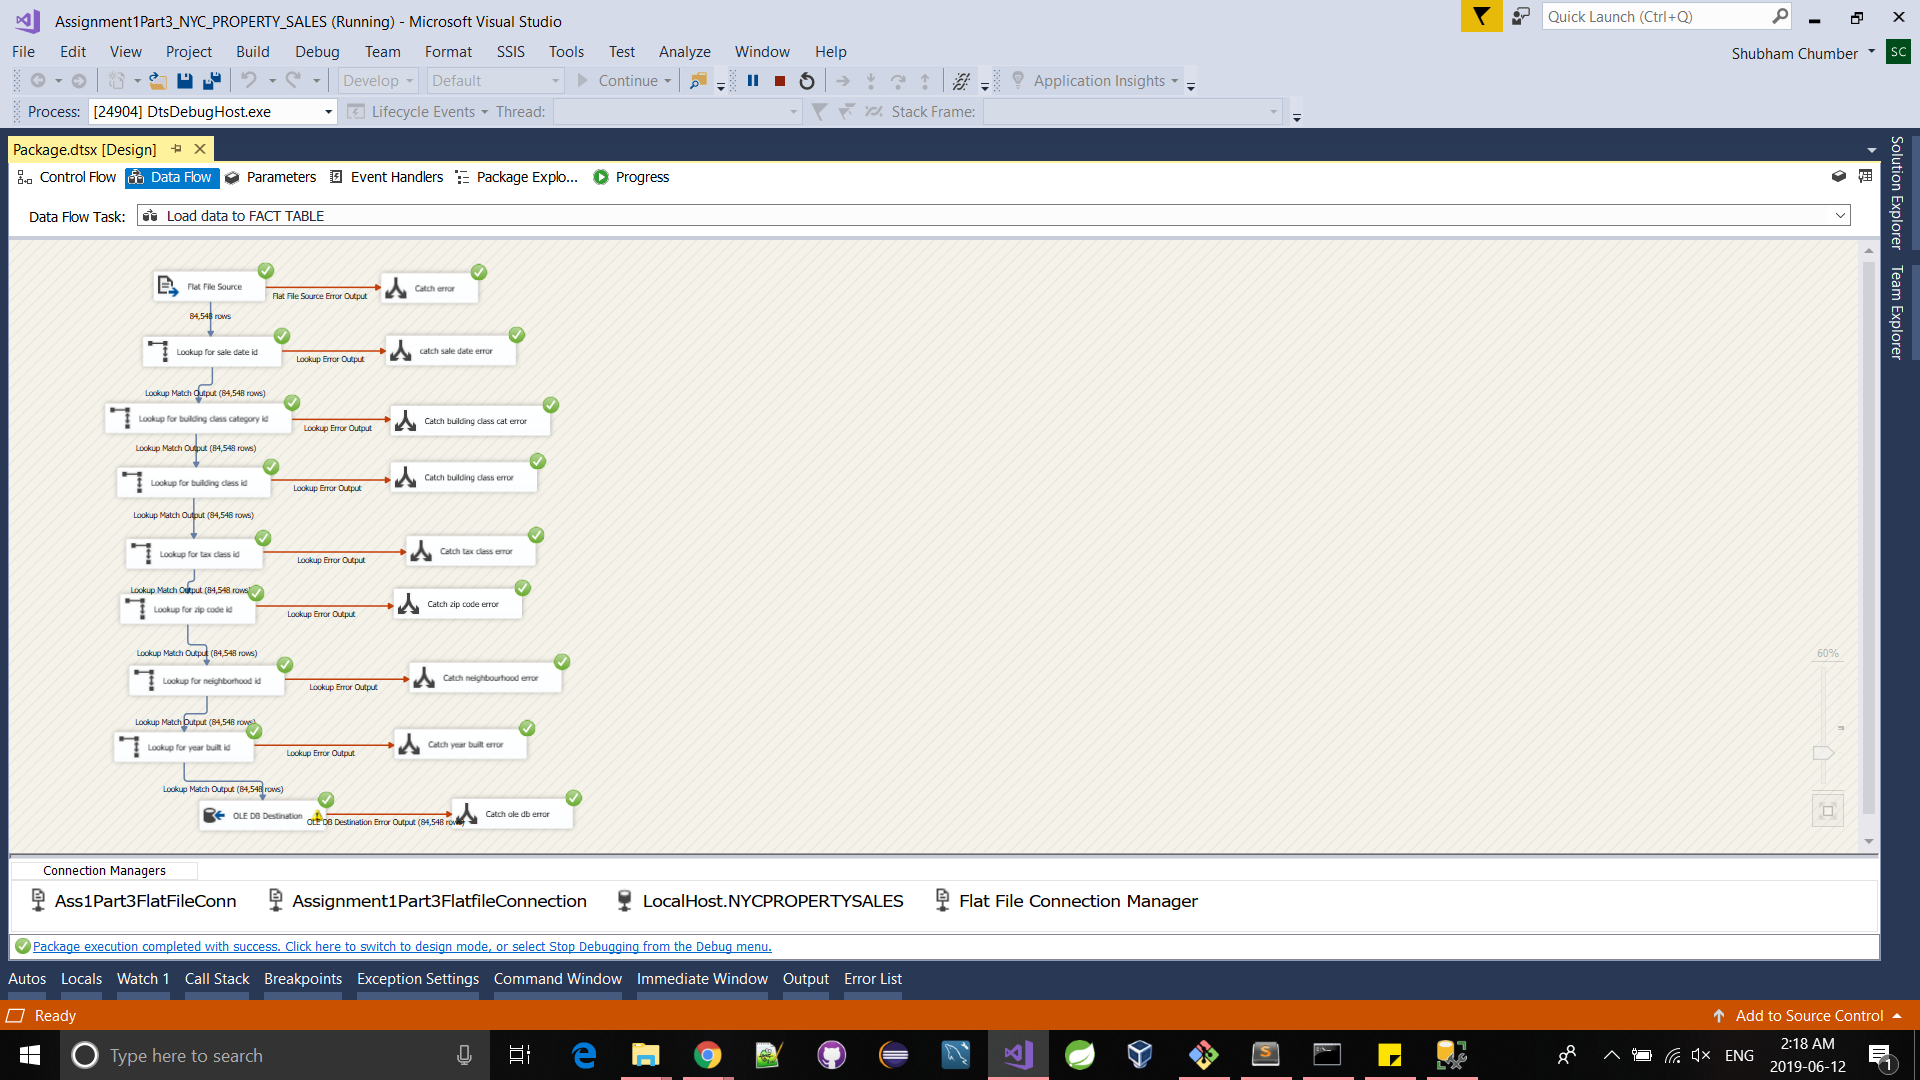 Assignment1Part3_NYC_PROPERTY_SALES (Running) - Microsoft Visual Studio
Quick Launch (Ctrl+Q)
File Edit View Project Build Debug Team Format SSIS Tools Test Analyze Window Help
Shubham Chumber SC
Develop Default Continue Application Insights
Process: [24904] DtsDebugHost.exe Lifecycle Events Thread: Stack Frame:
Package.dtsx [Design]
Control Flow Data Flow Parameters Event Handlers Package Explo... Progress
Data Flow Task: Load data to FACT TABLE
Solution Explorer
Team Explorer
Flat File Source
Flat File Source Error Output
Catch error
84,548 rows
Lookup for sale date id
Lookup Error Output
catch sale date error
Lookup Match Output (84,548 rows)
Lookup for building class category id
Lookup Error Output
Catch building class cat error
Lookup Match Output (84,548 rows)
Lookup for building class id
Lookup Error Output
Catch building class error
Lookup Match Output (84,548 rows)
Lookup for tax class id
Lookup Error Output
Catch tax class error
Lookup Match Output (84,548 rows)
Lookup for zip code id
Lookup Error Output
Catch zip code error
Lookup Match Output (84,548 rows)
Lookup for neighborhood id
Lookup Error Output
Catch neighbourhood error
Lookup Match Output (84,548 rows)
Lookup for year built id
Lookup Error Output
Catch year built error
Lookup Match Output (84,548 rows)
OLE DB Destination
OLE DB Destination Error Output (84,548 rows)
Catch ole db error
60%
Connection Managers
Ass1Part3FlatFileConn Assignment1Part3FlatfileConnection LocalHost.NYCPROPERTYSALES Flat File Connection Manager
Package execution completed with success. Click here to switch to design mode, or select Stop Debugging from the Debug menu.
Autos Locals Watch 1 Call Stack Breakpoints Exception Settings Command Window Immediate Window Output Error List
Ready Add to Source Control
Type here to search
ENG
2:18 AM
2019-06-12
1